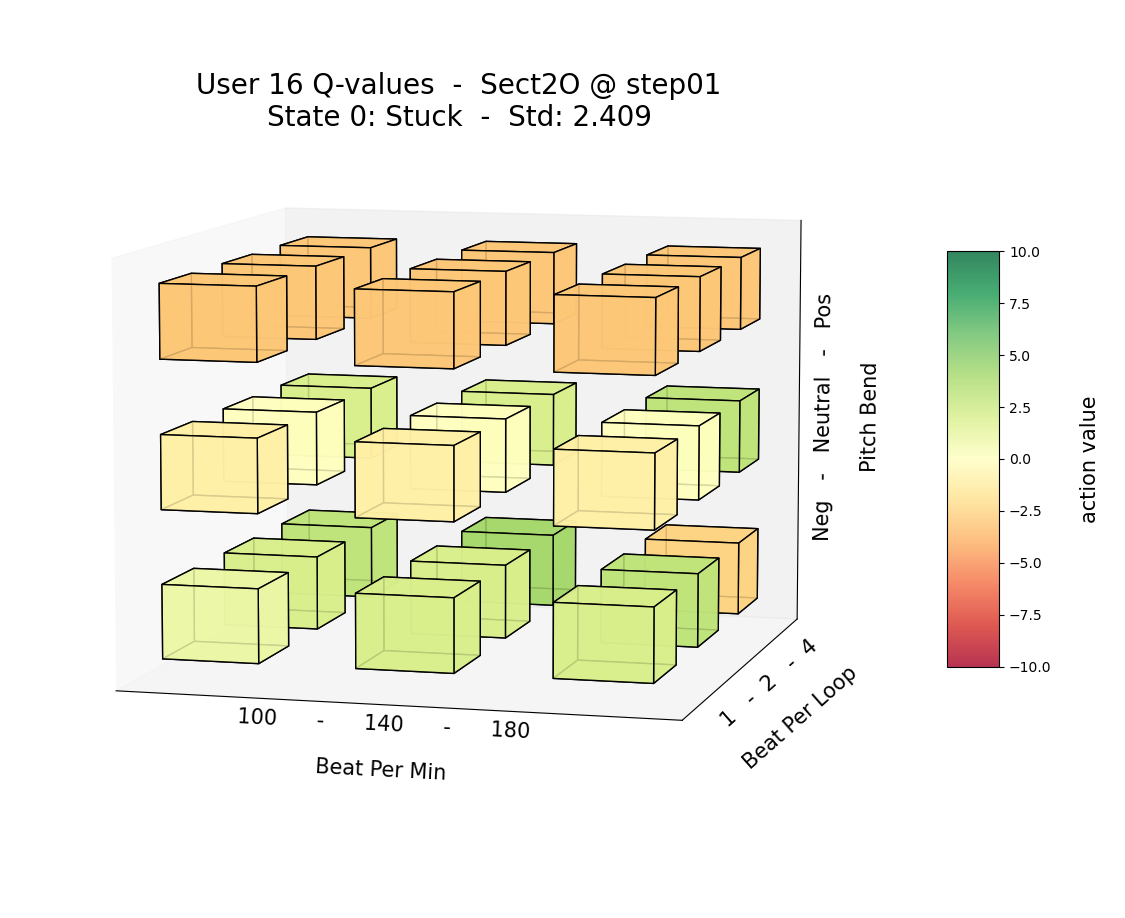 User 16 Q-values  -  Sect2O @ step01
State 0: Stuck  -  Std: 2.409
Neg  -  Neutral  -  Pos
Pitch Bend
100  -  140  -  180
Beat Per Min
1 - 2 - 4
Beat Per Loop
10.0
7.5
5.0
2.5
0.0
−2.5
−5.0
−7.5
−10.0
action value